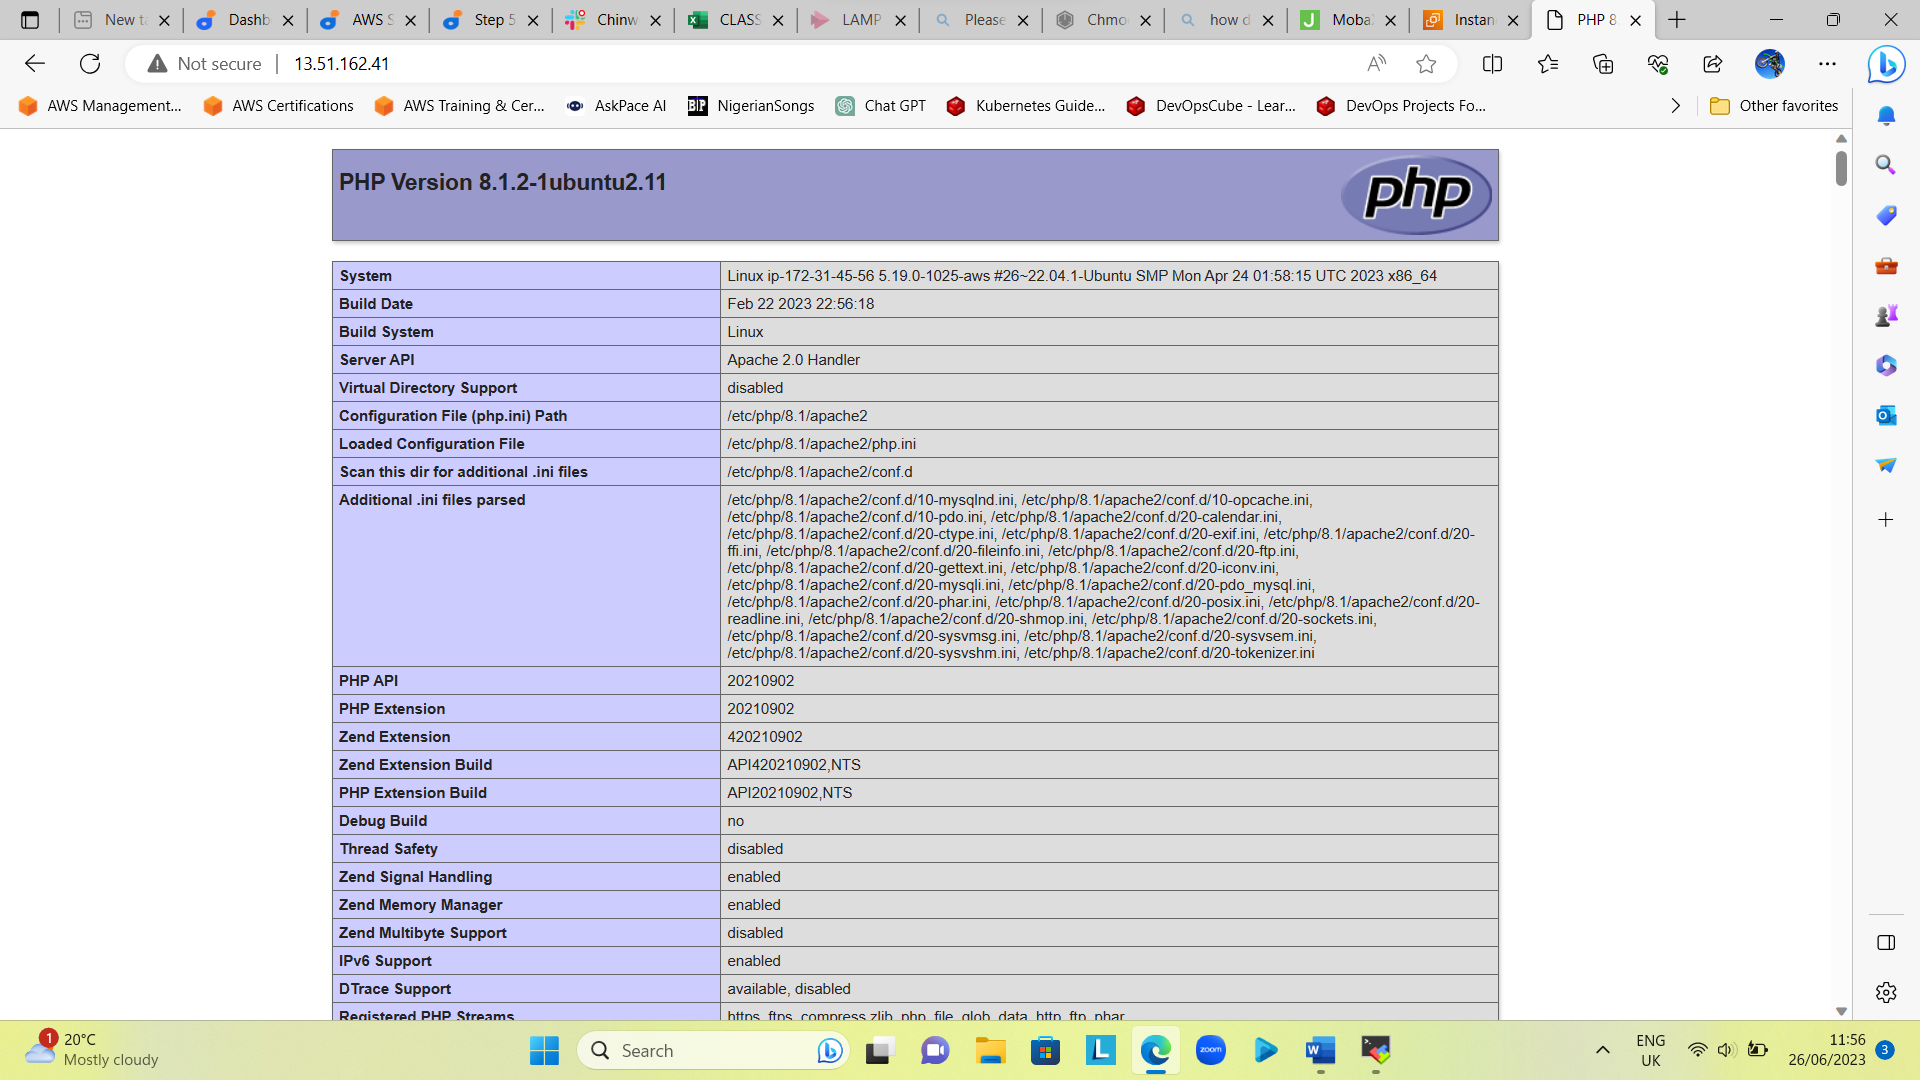 New ta
Dashb
AWS S
Step 5
Chinw
CLASS
LAMP
Please
Chmo
how d
Moba
Instan
PHP 8
Not secure
13.51.162.41
AWS Management...
AWS Certifications
AWS Training & Cer...
AskPace AI
NigerianSongs
Chat GPT
Kubernetes Guide...
DevOpsCube - Lear...
DevOps Projects Fo...
Other favorites
PHP Version 8.1.2-1ubuntu2.11
php
System Linux ip-172-31-45-56 5.19.0-1025-aws #26~22.04.1-Ubuntu SMP Mon Apr 24 01:58:15 UTC 2023 x86_64
Build Date Feb 22 2023 22:56:18
Build System Linux
Server API Apache 2.0 Handler
Virtual Directory Support disabled
Configuration File (php.ini) Path /etc/php/8.1/apache2
Loaded Configuration File /etc/php/8.1/apache2/php.ini
Scan this dir for additional .ini files /etc/php/8.1/apache2/conf.d
Additional .ini files parsed /etc/php/8.1/apache2/conf.d/10-mysqlnd.ini, /etc/php/8.1/apache2/conf.d/10-opcache.ini,
/etc/php/8.1/apache2/conf.d/10-pdo.ini, /etc/php/8.1/apache2/conf.d/20-calendar.ini,
/etc/php/8.1/apache2/conf.d/20-ctype.ini, /etc/php/8.1/apache2/conf.d/20-exif.ini, /etc/php/8.1/apache2/conf.d/20-
ffi.ini, /etc/php/8.1/apache2/conf.d/20-fileinfo.ini, /etc/php/8.1/apache2/conf.d/20-ftp.ini,
/etc/php/8.1/apache2/conf.d/20-gettext.ini, /etc/php/8.1/apache2/conf.d/20-iconv.ini,
/etc/php/8.1/apache2/conf.d/20-mysqli.ini, /etc/php/8.1/apache2/conf.d/20-pdo_mysql.ini,
/etc/php/8.1/apache2/conf.d/20-phar.ini, /etc/php/8.1/apache2/conf.d/20-posix.ini, /etc/php/8.1/apache2/conf.d/20-
readline.ini, /etc/php/8.1/apache2/conf.d/20-shmop.ini, /etc/php/8.1/apache2/conf.d/20-sockets.ini,
/etc/php/8.1/apache2/conf.d/20-sysvmsg.ini, /etc/php/8.1/apache2/conf.d/20-sysvsem.ini,
/etc/php/8.1/apache2/conf.d/20-sysvshm.ini, /etc/php/8.1/apache2/conf.d/20-tokenizer.ini
PHP API 20210902
PHP Extension 20210902
Zend Extension 420210902
Zend Extension Build API420210902,NTS
PHP Extension Build API20210902,NTS
Debug Build no
Thread Safety disabled
Zend Signal Handling enabled
Zend Memory Manager enabled
Zend Multibyte Support disabled
IPv6 Support enabled
DTrace Support available, disabled
Registered PHP Streams https, ftps, compress.zlib, php, file, glob, data, http, ftp, phar
1
20°C
Mostly cloudy
Search
zoom
ENG
UK
11:56
26/06/2023
3